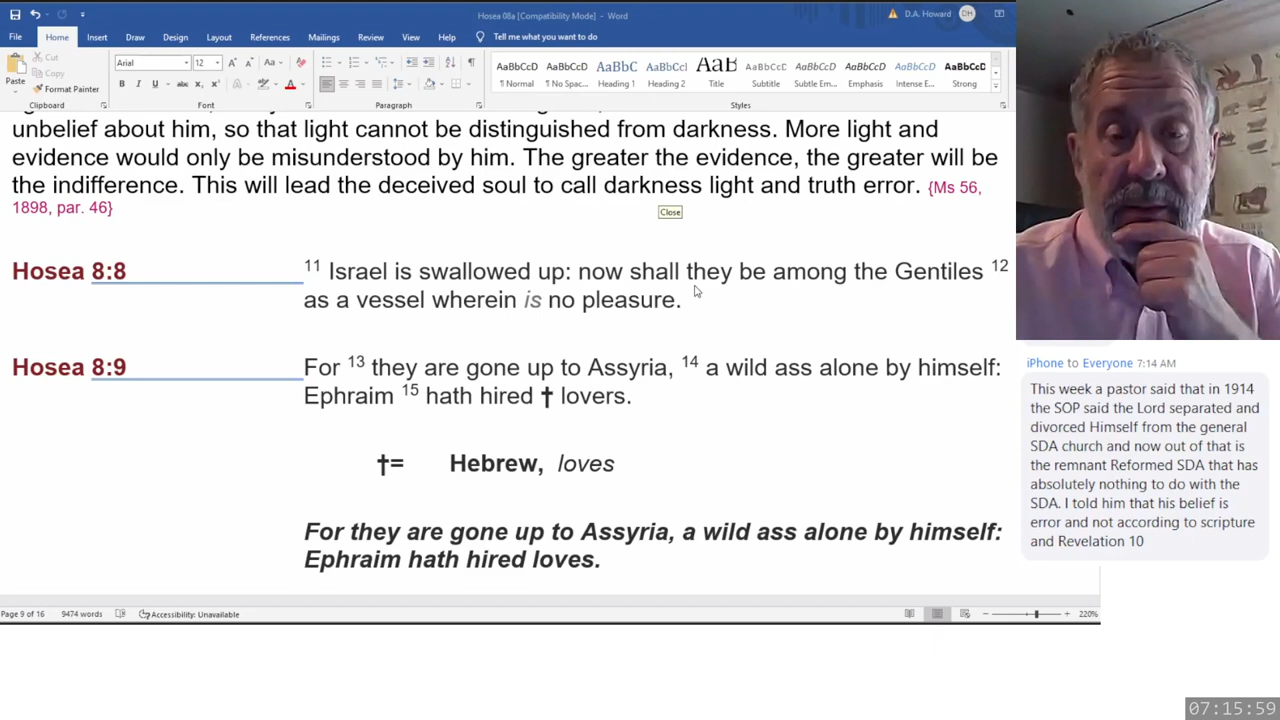 Hosea 08a [Compatibility Mode] - Word
D.A. Howard DH
File Home Insert Draw Design Layout References Mailings Review View Help Tell me what you want to do
Paste Cut Copy Format Painter Clipboard
Arial 12 Font
Paragraph
AaBbCcD AaBbCcD AaBbC AaBbCcl AaB AaBbCcD AaBbCcD AaBbCcD AaBbCcD AaBbCcD
¶ Normal ¶ No Spac... Heading 1 Heading 2 Title Subtitle Subtle Em... Emphasis Intense E... Strong
Styles
unbelief about him, so that light cannot be distinguished from darkness. More light and
evidence would only be misunderstood by him. The greater the evidence, the greater will be
the indifference. This will lead the deceived soul to call darkness light and truth error. {Ms 56,
1898, par. 46}
Close
Hosea 8:8 11 Israel is swallowed up: now shall they be among the Gentiles 12
as a vessel wherein is no pleasure.
Hosea 8:9 For 13 they are gone up to Assyria, 14 a wild ass alone by himself:
Ephraim 15 hath hired † lovers.
†= Hebrew, loves
For they are gone up to Assyria, a wild ass alone by himself:
Ephraim hath hired loves.
Page 9 of 16 9474 words Accessibility: Unavailable 220%
iPhone to Everyone 7:14 AM
This week a pastor said that in 1914
the SOP said the Lord separated and
divorced Himself from the general
SDA church and now out of that is
the remnant Reformed SDA that has
absolutely nothing to do with the
SDA. I told him that his belief is
error and not according to scripture
and Revelation 10
07:15:59